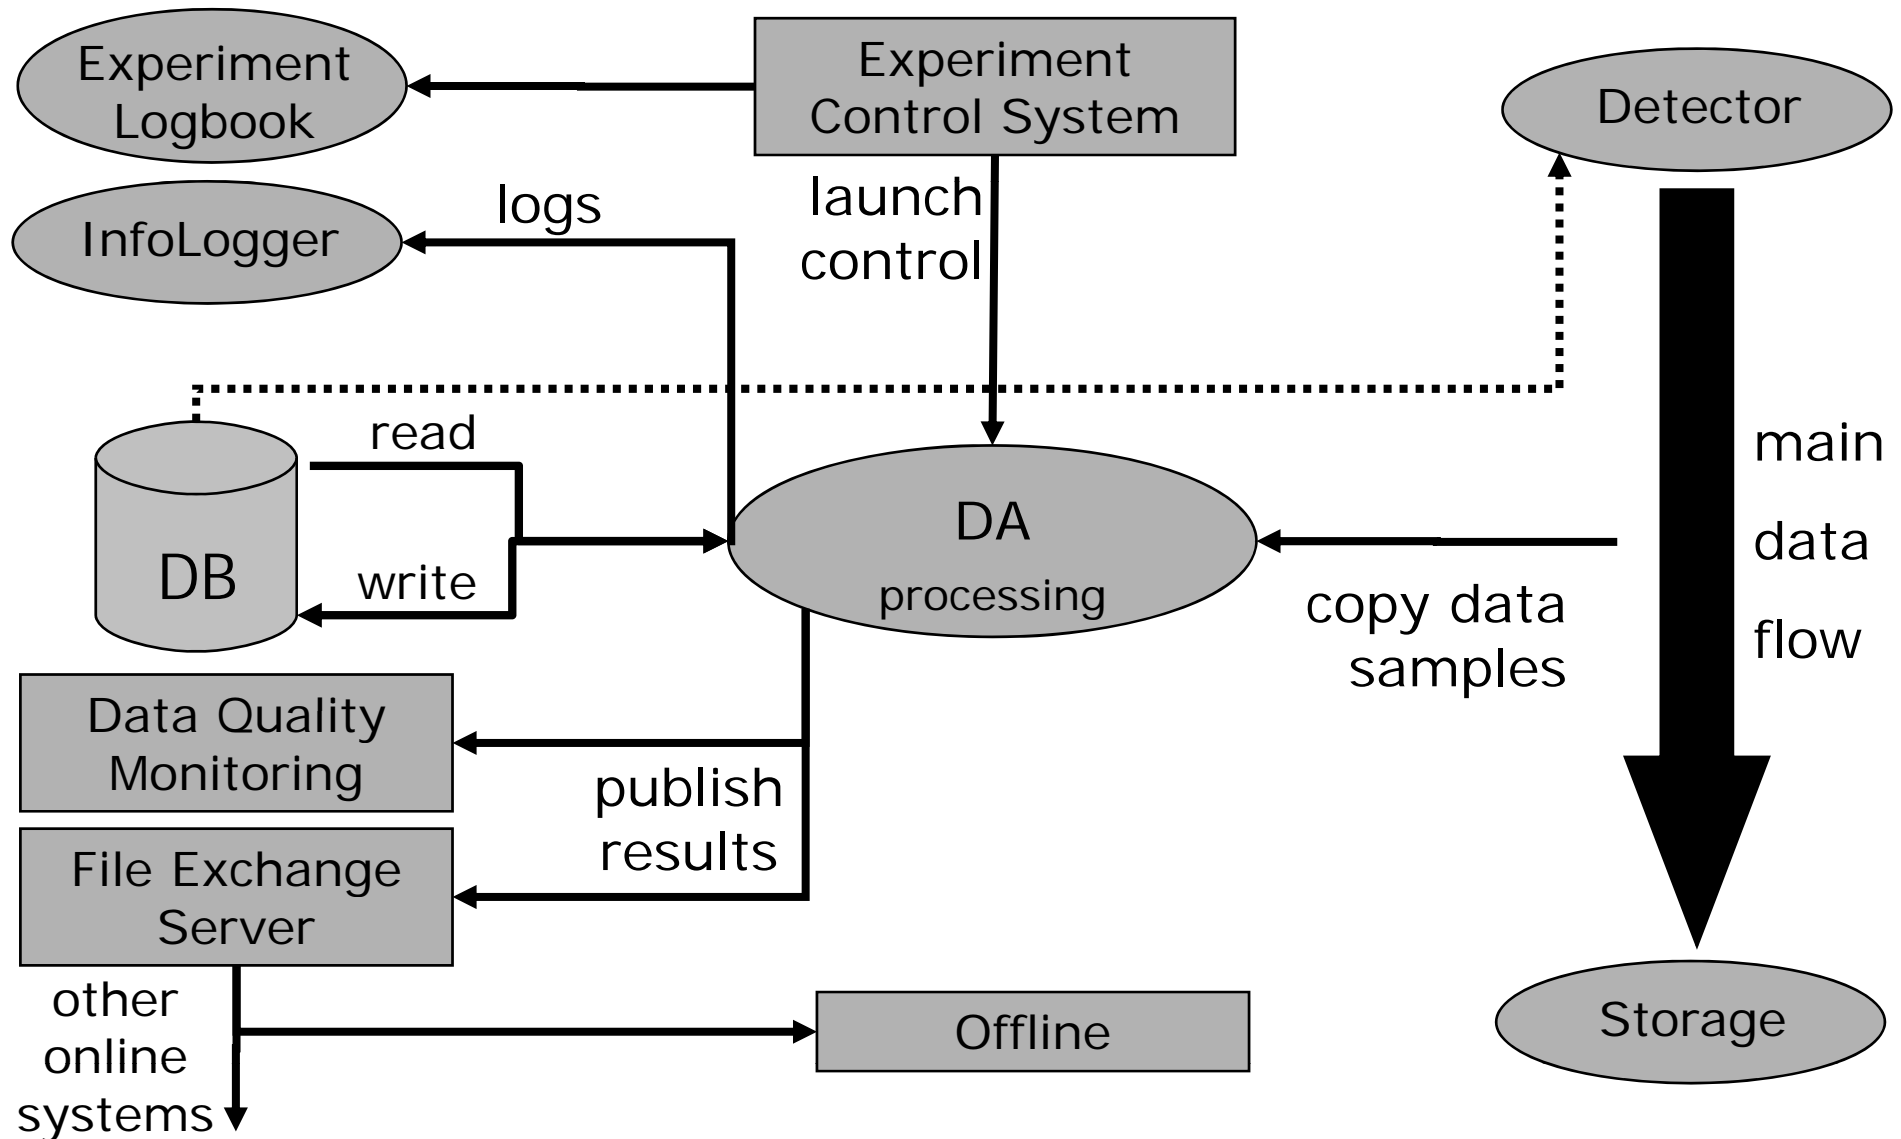 Experiment
Logbook
Experiment
Control System
Detector
InfoLogger
logs
launch
control
read
DB
write
DA
processing
main
data
flow
copy data
samples
Data Quality
Monitoring
publish
results
File Exchange
Server
other
online
systems
Offline
Storage